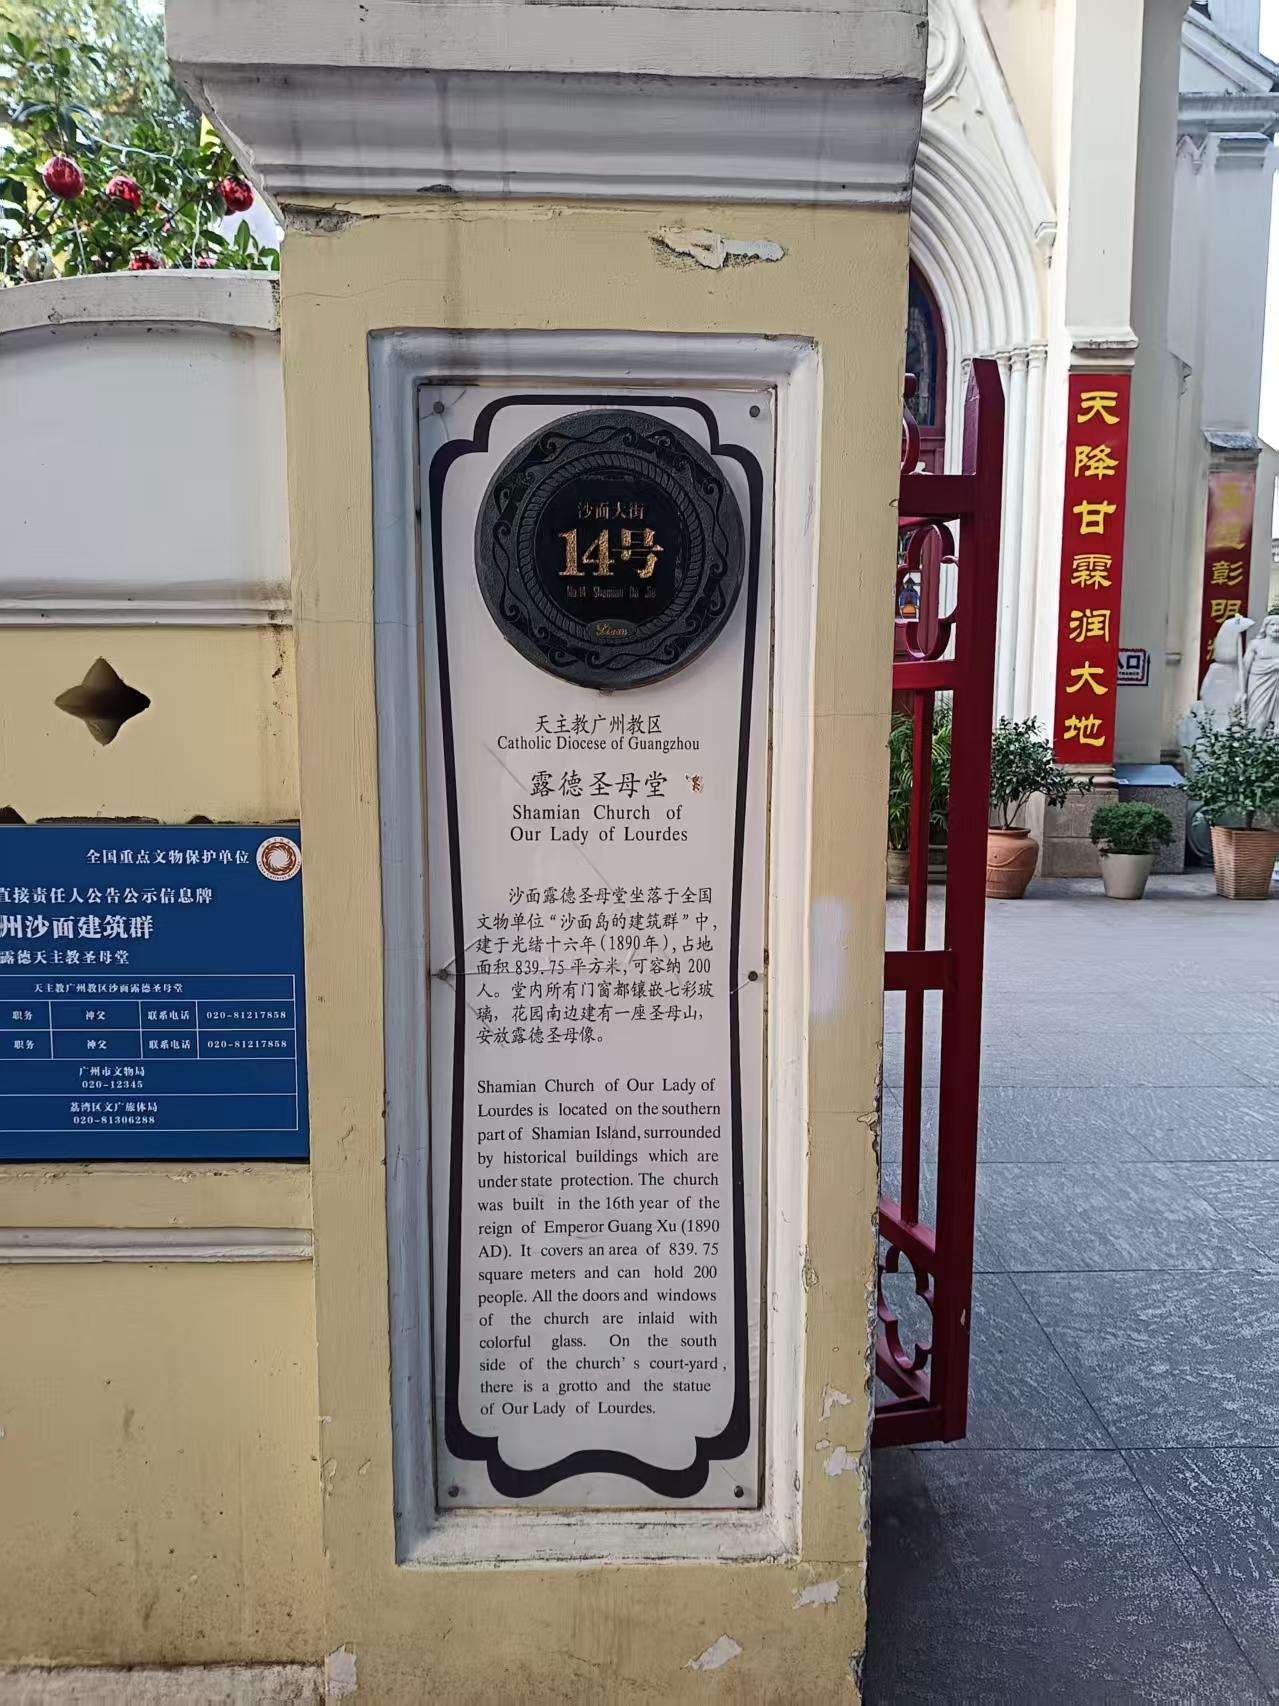 沙面大街
14号
No.14 Shamian Da Jie
天主教广州教区
Catholic Diocese of Guangzhou
露德圣母堂
Shamian Church of
Our Lady of Lourdes
沙面露德圣母堂坐落于全国
文物单位“沙面岛的建筑群”中,
建于光绪十六年(1890年),占地
面积839.75平方米,可容纳 200
人。堂内所有门窗都镶嵌七彩玻
璃，花园南边建有一座圣母山,
安放露德圣母像。
Shamian Church of Our Lady of
Lourdes is located on the southern
part of Shamian Island, surrounded
by historical buildings which are
under state protection. The church
was built in the 16th year of the
reign of Emperor Guang Xu (1890
AD). It covers an area of 839. 75
square meters and can hold 200
people. All the doors and windows
of the church are inlaid with
colorful glass. On the south
side of the church’ s court-yard ,
there is a grotto and the statue
of Our Lady of Lourdes.
全国重点文物保护单位
直接责任人公告公示信息牌
州沙面建筑群
露德天主教圣母堂
天主教广州教区沙面露德圣母堂
职务 神父 联系电话 020-81217858
职务 神父 联系电话 020-81217858
广州市文物局
020-12345
荔湾区文广旅体局
020-81306288
天降甘霖润大地
彰明
入口